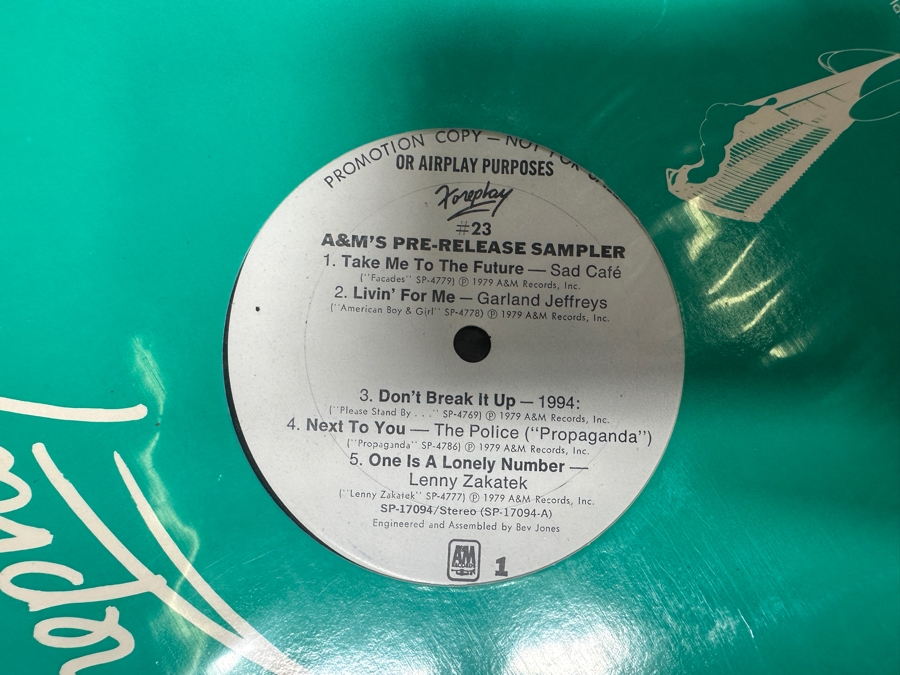 PROMOTION COPY — NOT FOR
OR AIRPLAY PURPOSES
Foreplay
#23
A&M'S PRE-RELEASE SAMPLER
1. Take Me To The Future — Sad Café
(''Facades'' SP-4779) Ⓟ 1979 A&M Records, Inc.
2. Livin' For Me — Garland Jeffreys
(''American Boy & Girl'' SP-4778) Ⓟ 1979 A&M Records, Inc.
3. Don't Break It Up — 1994:
(''Please Stand By . . .'' SP-4769) Ⓟ 1979 A&M Records, Inc.
4. Next To You — The Police (''Propaganda'')
(''Propaganda'' SP-4786) Ⓟ 1979 A&M Records, Inc.
5. One Is A Lonely Number —
Lenny Zakatek
(''Lenny Zakatek'' SP-4777) Ⓟ 1979 A&M Records, Inc.
SP-17094/Stereo (SP-17094-A)
Engineered and Assembled by Bev Jones
A&M
RECORDS
1